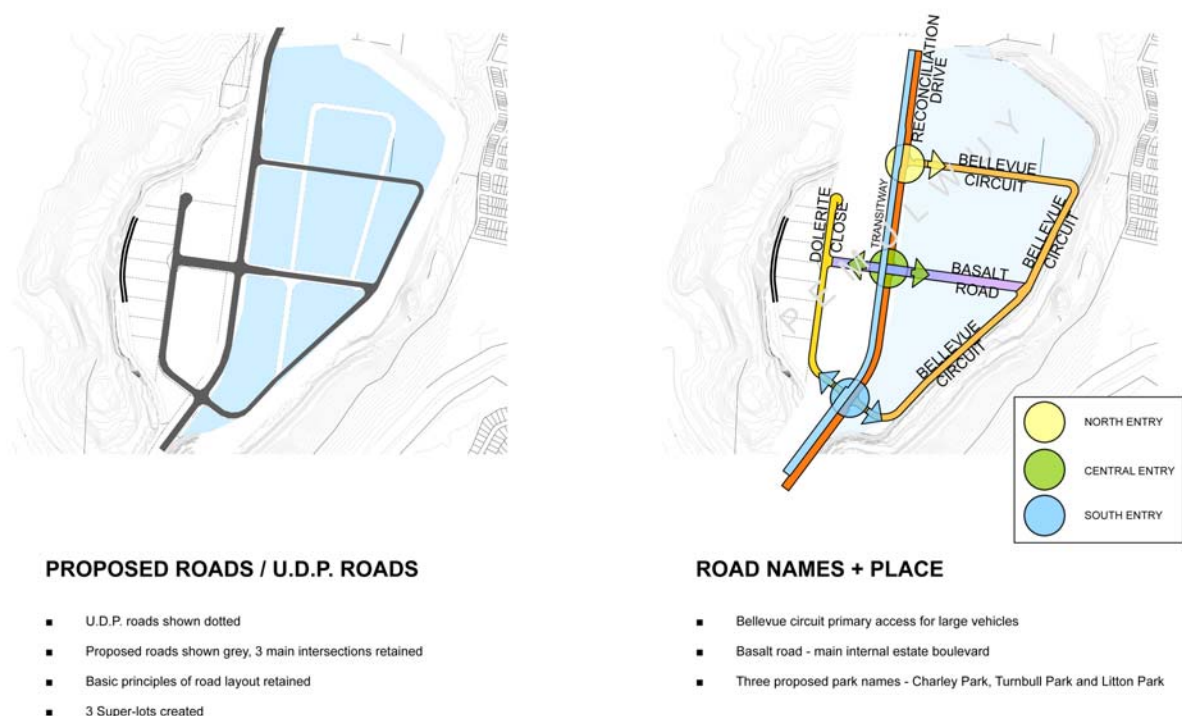 RECONCILIATION
DRIVE
BELLEVUE
CIRCUIT
BELLEVUE
CIRCUIT
DOLERITE
CLOSE
TRANSITWAY
PEMULWUY
BASALT
ROAD
BELLEVUE
CIRCUIT
NORTH ENTRY
CENTRAL ENTRY
SOUTH ENTRY
PROPOSED ROADS / U.D.P. ROADS
■ U.D.P. roads shown dotted
■ Proposed roads shown grey, 3 main intersections retained
■ Basic principles of road layout retained
■ 3 Super-lots created
ROAD NAMES + PLACE
■ Bellevue circuit primary access for large vehicles
■ Basalt road - main internal estate boulevard
■ Three proposed park names - Charley Park, Turnbull Park and Litton Park